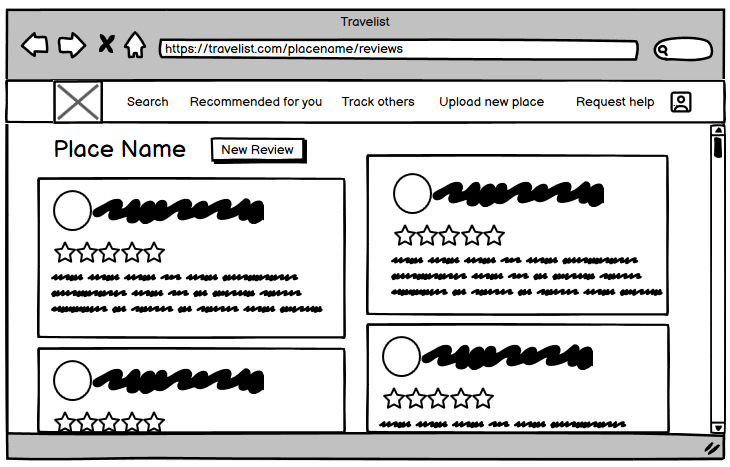 Travelist
https://travelist.com/placename/reviews
Search Recommended for you Track others Upload new place Request help
Place Name New Review